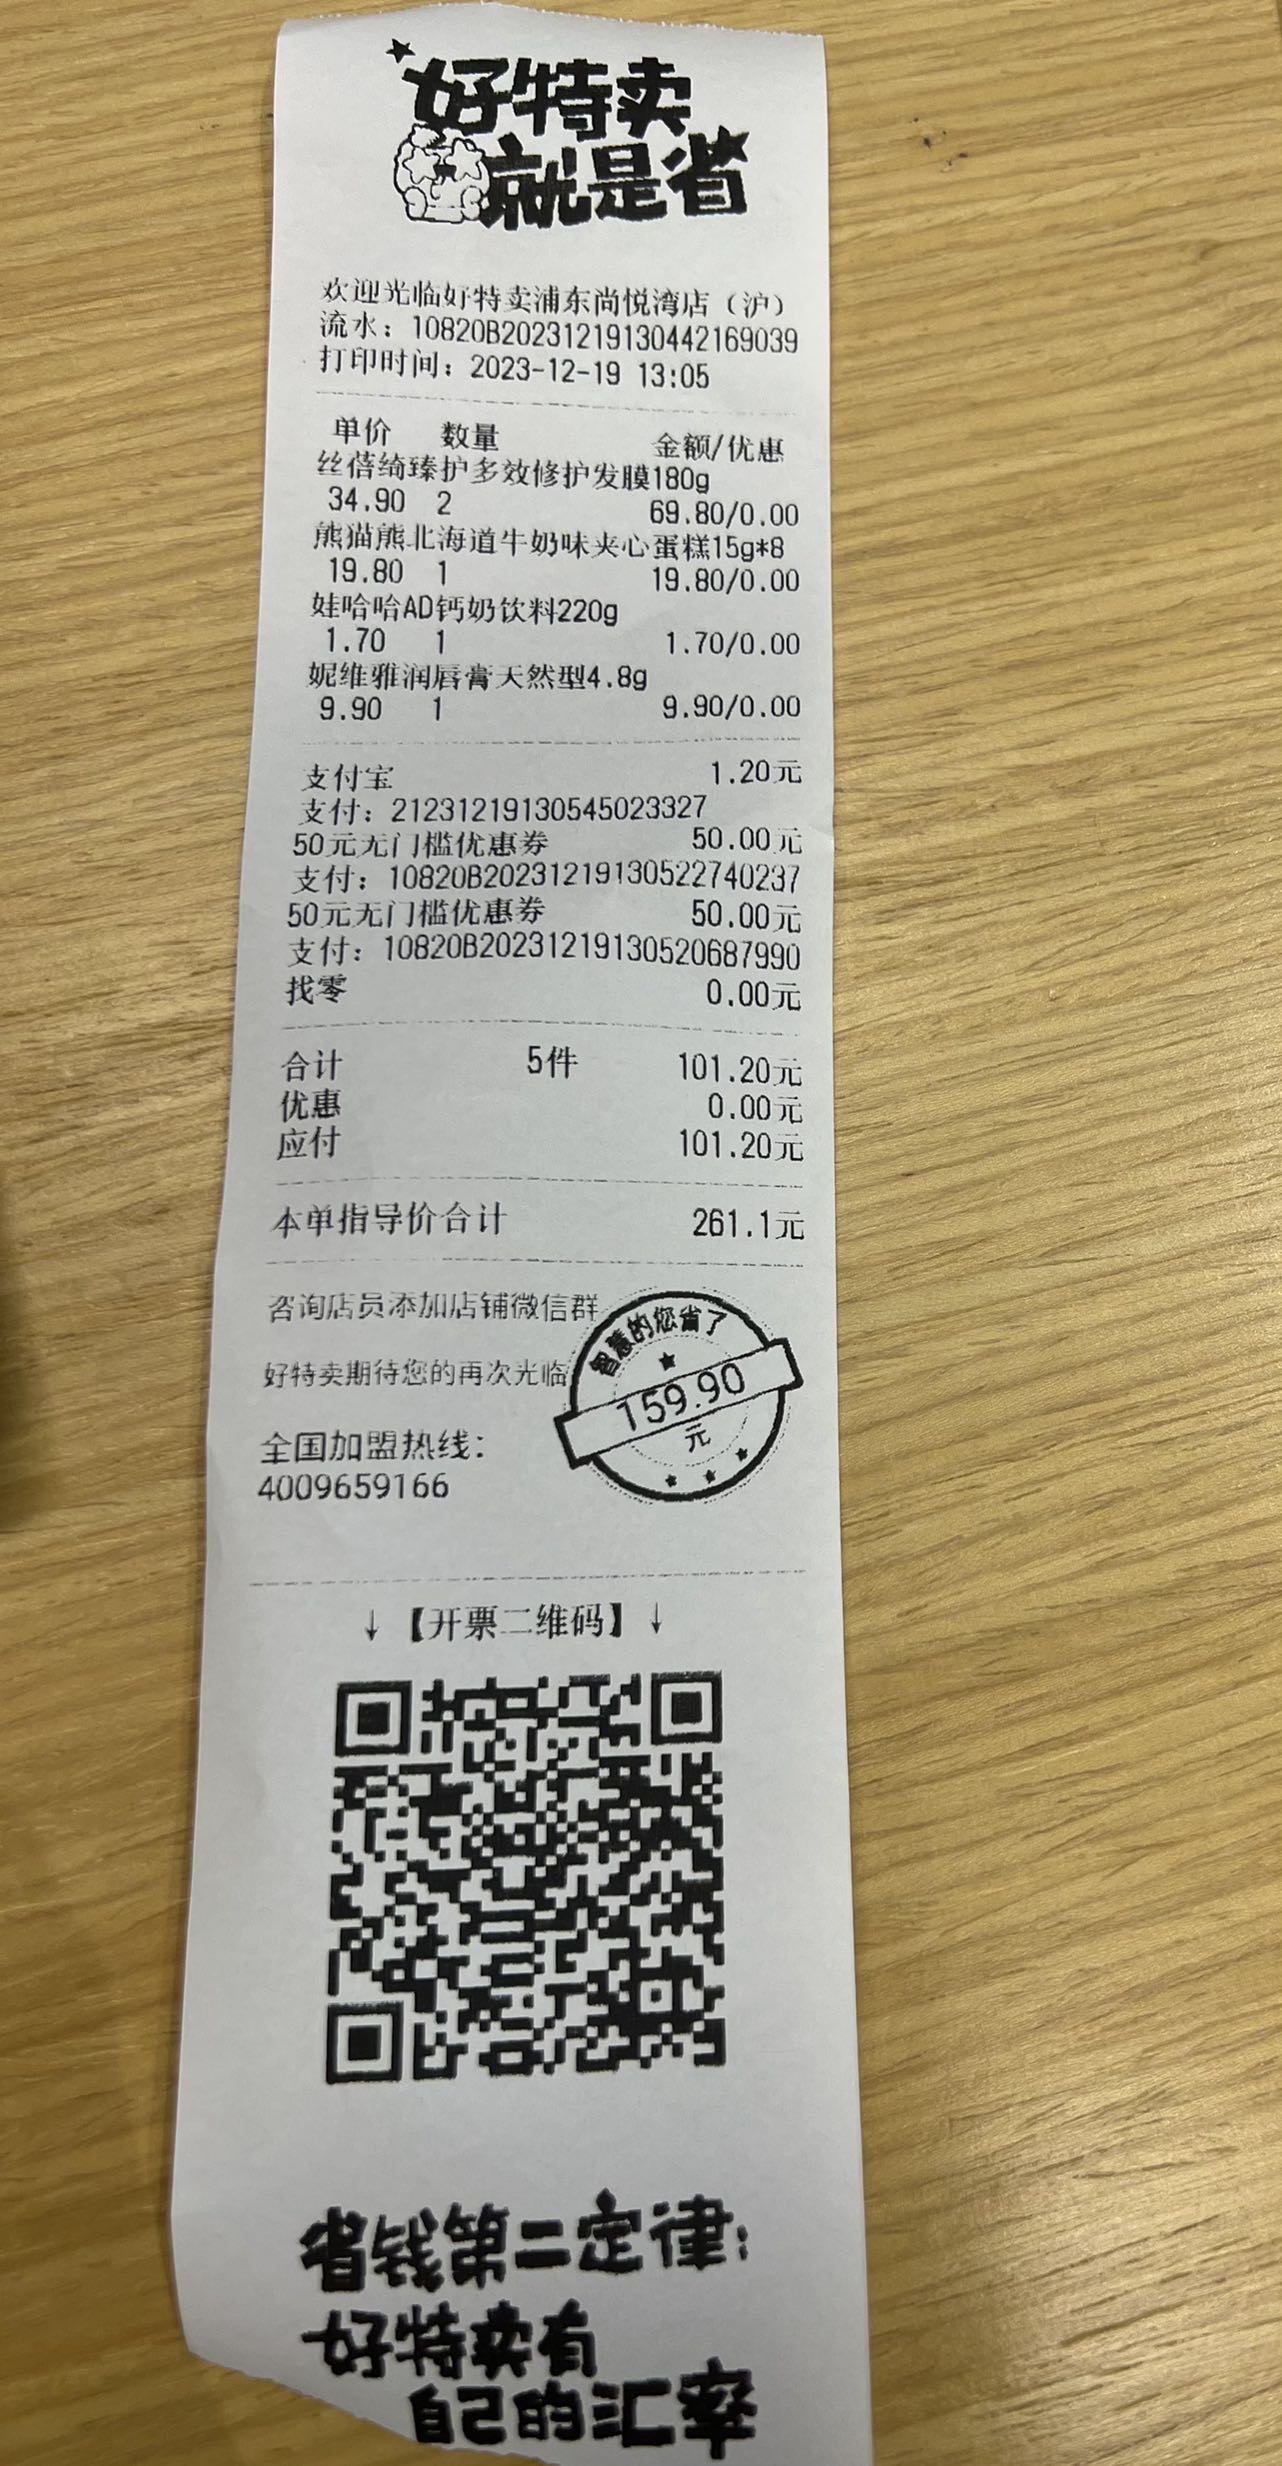 好特卖
就是省
欢迎光临好特卖浦东尚悦湾店（沪）
流水：10820B20231219130442169039
打印时间：2023-12-19 13:05
单价 数量 金额/优惠
丝蓓绮臻护多效修护发膜180g
34.90 2 69.80/0.00
熊猫熊北海道牛奶味夹心蛋糕15g*8
19.80 1 19.80/0.00
娃哈哈AD钙奶饮料220g
1.70 1 1.70/0.00
妮维雅润唇膏天然型4.8g
9.90 1 9.90/0.00
支付宝 1.20元
支付：21231219130545023327
50元无门槛优惠券 50.00元
支付：10820B20231219130522740237
50元无门槛优惠券 50.00元
支付：10820B20231219130520687990
找零 0.00元
合计 5件 101.20元
优惠 0.00元
应付 101.20元
本单指导价合计 261.1元
咨询店员添加店铺微信群
智慧的您省了
159.90
元
好特卖期待您的再次光临
全国加盟热线：
4009659166
↓【开票二维码】↓
省钱第二定律：
好特卖有
自己的汇率